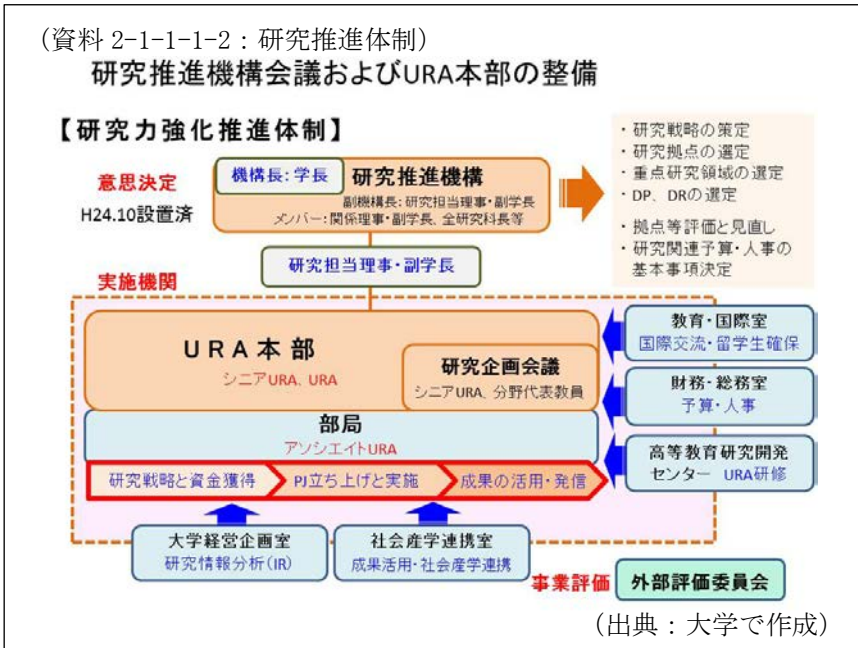 (資料 2-1-1-1-2：研究推進体制)
研究推進機構会議およびURA本部の整備
【研究力強化推進体制】
意思決定
H24.10設置済
機構長:学長
研究推進機構
副機構長:研究担当理事・副学長
メンバー:関係理事・副学長、全研究科長等
・研究戦略の策定
・研究拠点の選定
・重点研究領域の選定
・DP、DRの選定
・拠点等評価と見直し
・研究関連予算・人事の
基本事項決定
研究担当理事・副学長
実施機関
URA本部
シニアURA、URA
研究企画会議
シニアURA、分野代表教員
部局
アソシエイトURA
研究戦略と資金獲得
PJ立ち上げと実施
成果の活用・発信
教育・国際室
国際交流・留学生確保
財務・総務室
予算・人事
高等教育研究開発
センター URA研修
大学経営企画室
研究情報分析(IR)
社会産学連携室
成果活用・社会産学連携
事業評価
外部評価委員会
(出典：大学で作成)